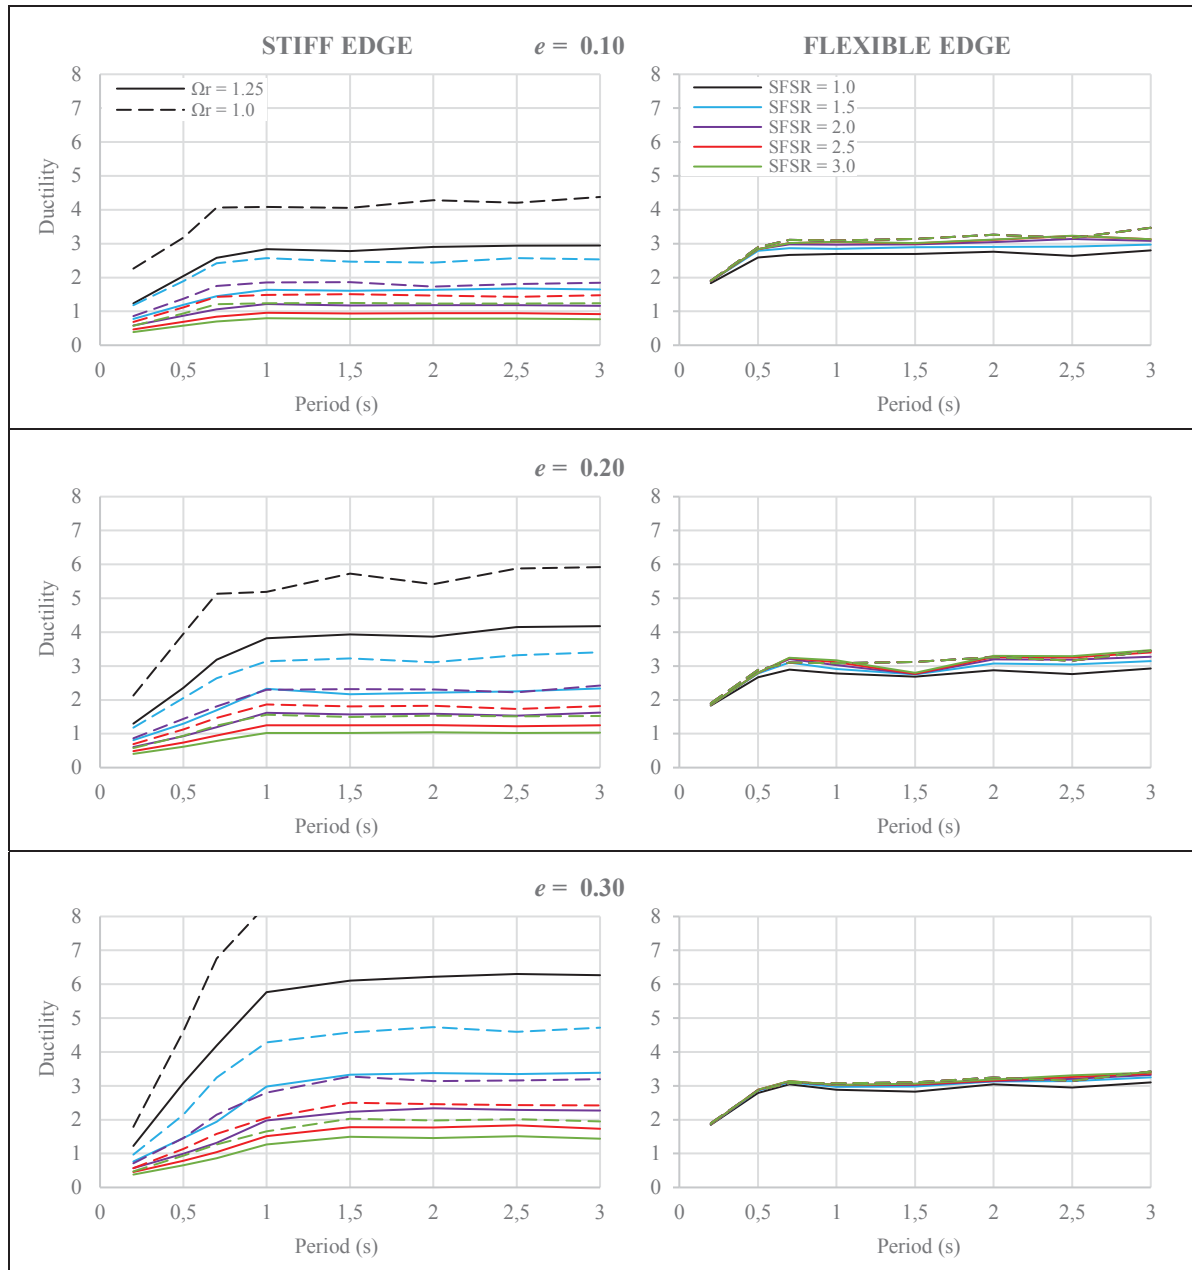 STIFF EDGE e = 0.10 FLEXIBLE EDGE
8
7
6
5
4
3
2
1
0
Ductility
Ωr = 1.25
Ωr = 1.0
0 0,5 1 1,5 2 2,5 3
Period (s)
8
7
6
5
4
3
2
1
0
SFSR = 1.0
SFSR = 1.5
SFSR = 2.0
SFSR = 2.5
SFSR = 3.0
0 0,5 1 1,5 2 2,5 3
Period (s)
e = 0.20
8
7
6
5
4
3
2
1
0
Ductility
0 0,5 1 1,5 2 2,5 3
Period (s)
8
7
6
5
4
3
2
1
0
0 0,5 1 1,5 2 2,5 3
Period (s)
e = 0.30
8
7
6
5
4
3
2
1
0
Ductility
0 0,5 1 1,5 2 2,5 3
Period (s)
8
7
6
5
4
3
2
1
0
0 0,5 1 1,5 2 2,5 3
Period (s)